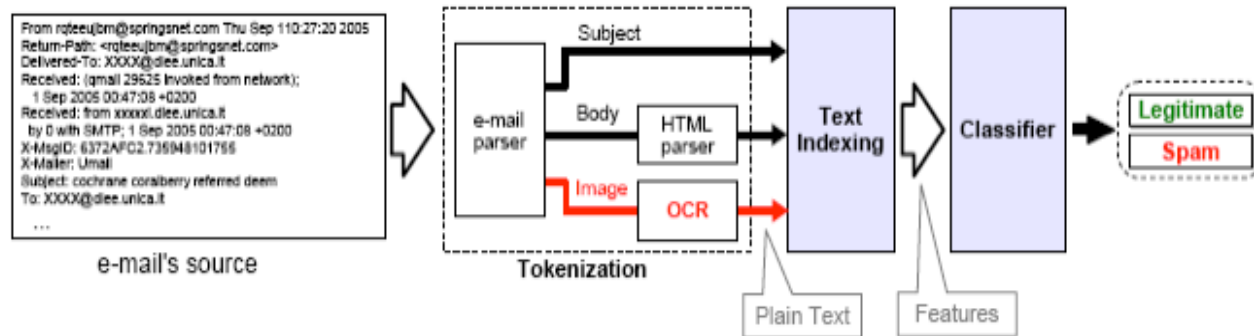 From rqteeujbm@springsnet.com Thu Sep 110:27:20 2005
Return-Path: <rqteeujbm@springsnet.com>
Delivered-To: XXXX@diee.unica.it
Received: (qmail 29625 invoked from network);
1 Sep 2005 00:47:08 +0200
Received: from xxxxxl.diee.unica.it
by 0 with SMTP; 1 Sep 2005 00:47:08 +0200
X-MsgID: 6372AFC2.735948101755
X-Mailer: Umail
Subject: cochrane coralberry referred deem
To: XXXX@diee.unica.it
...
e-mail's source
e-mail
parser
Subject
Body
HTML
parser
Image
OCR
Tokenization
Plain Text
Text
Indexing
Features
Classifier
Legitimate
Spam